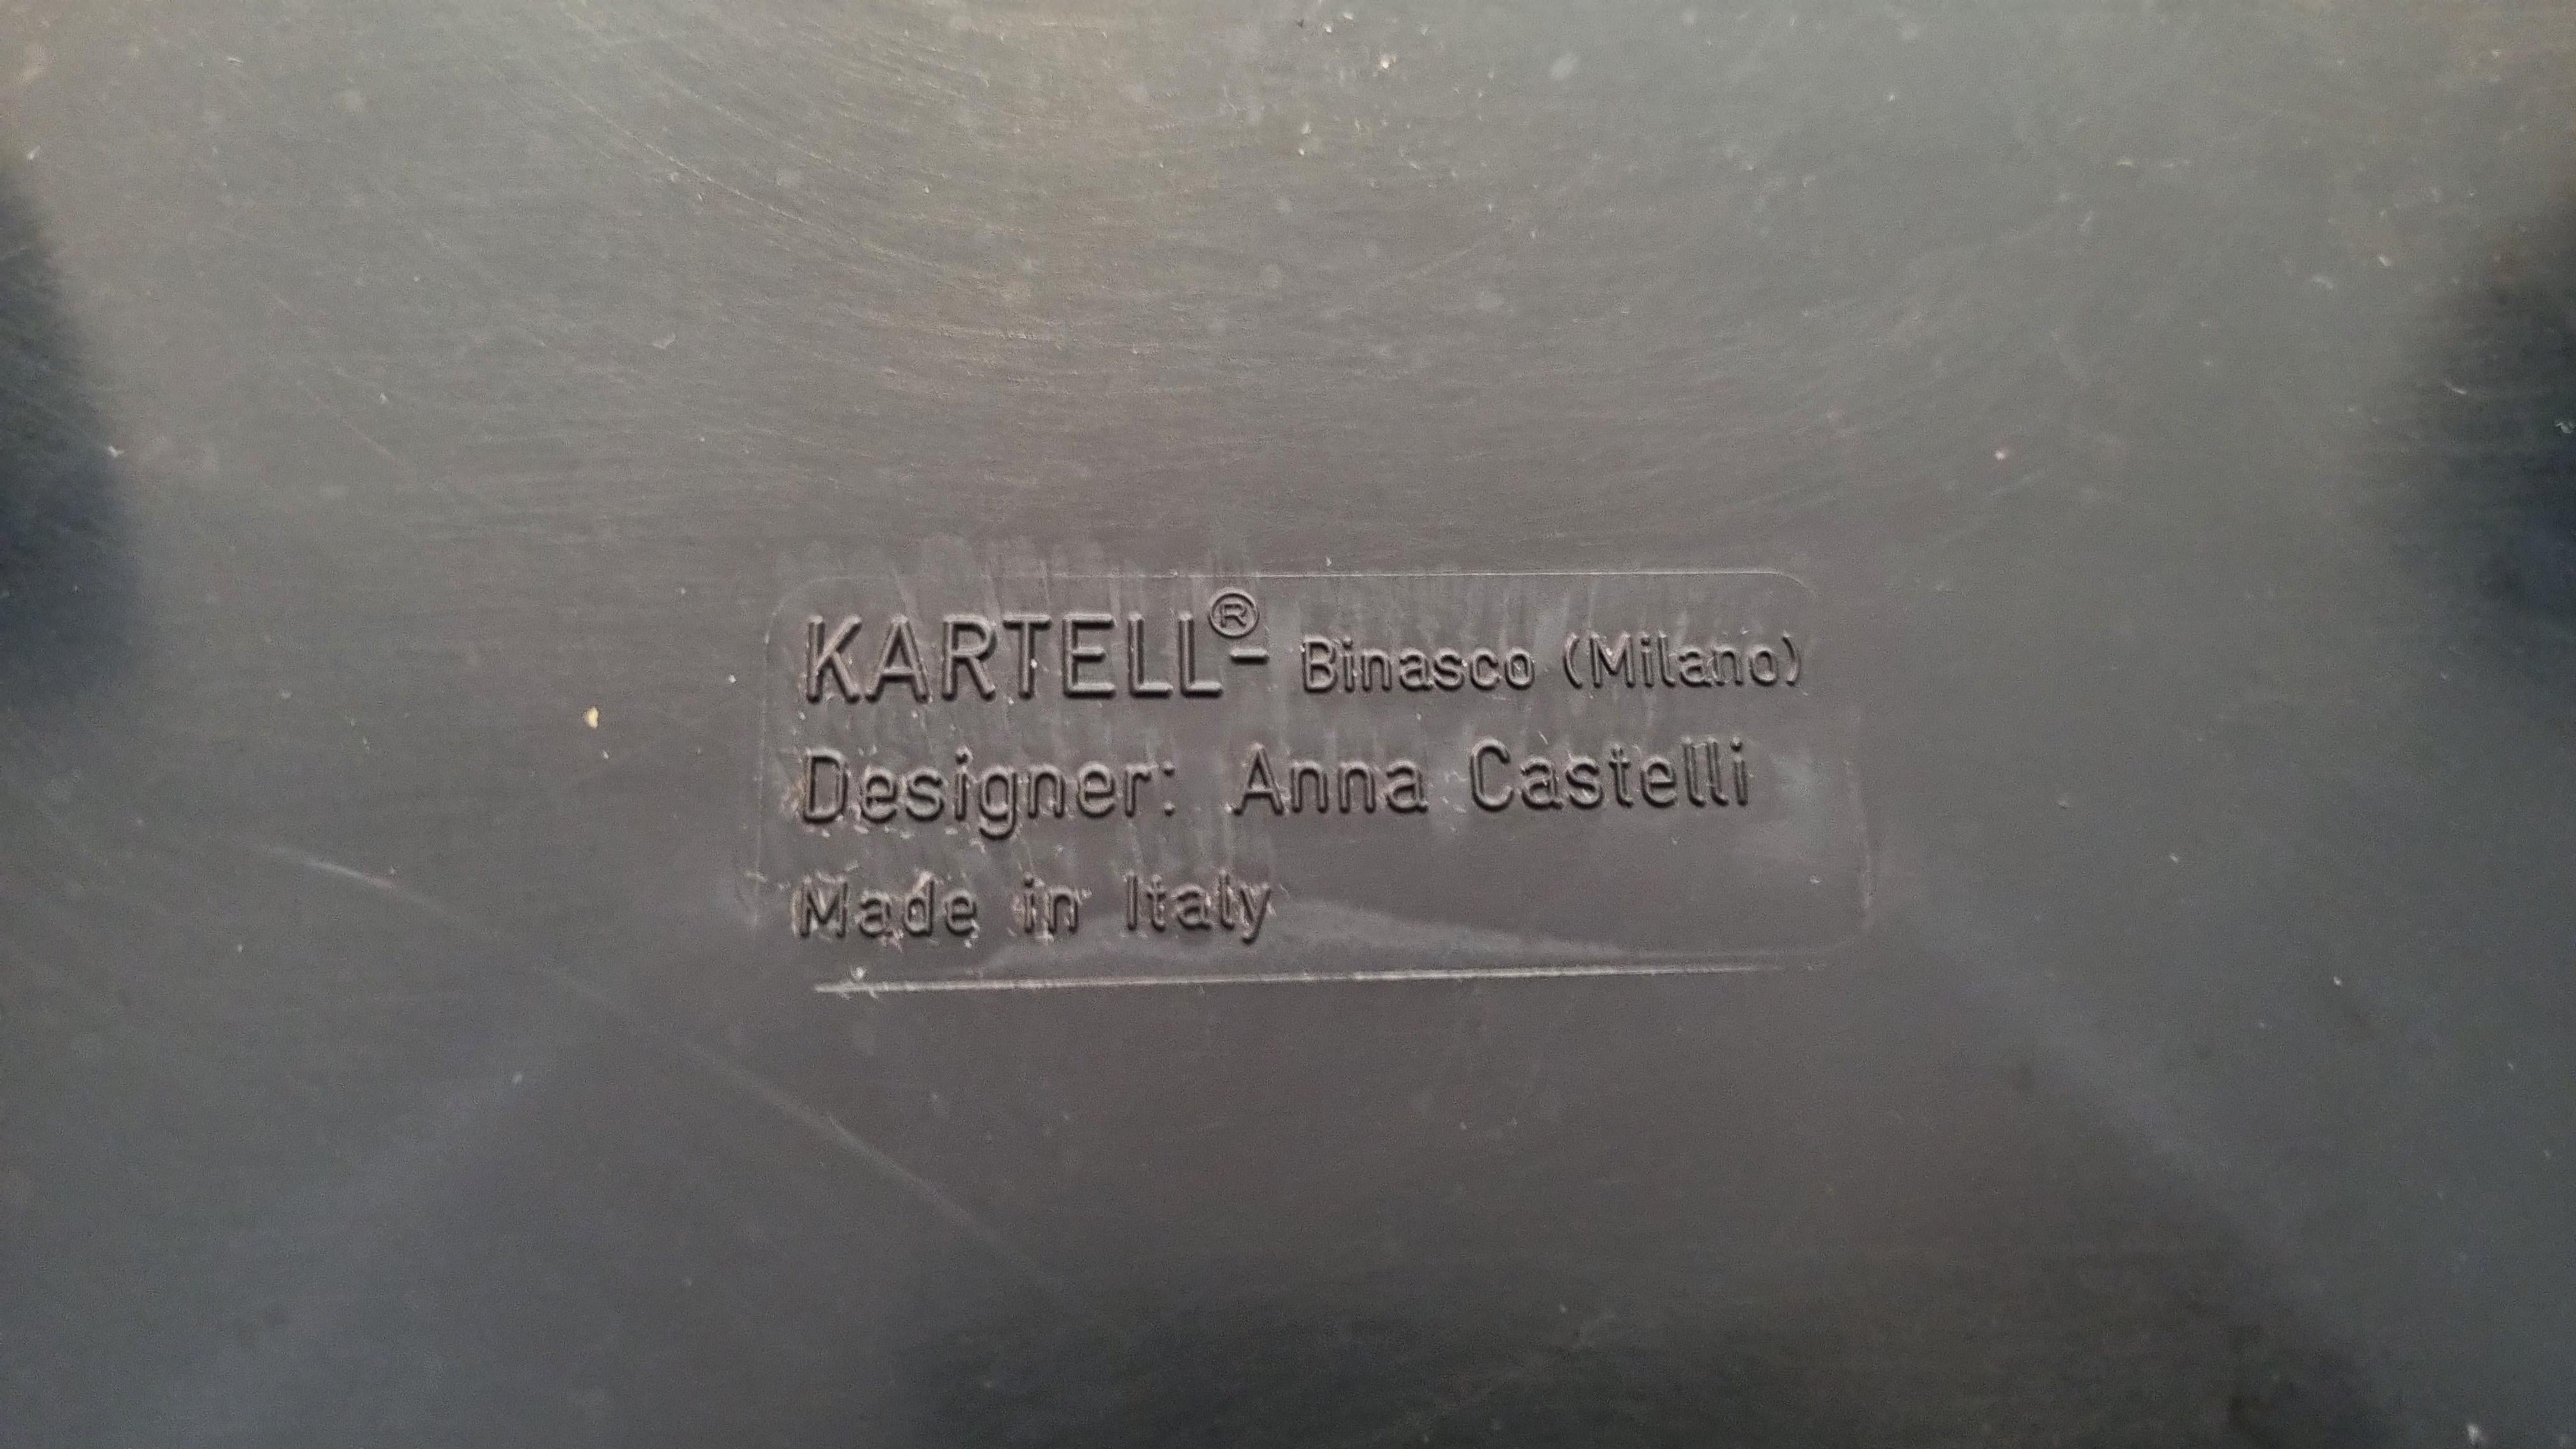 KARTELL®- Binasco (Milano)
Designer: Anna Castelli
Made in Italy